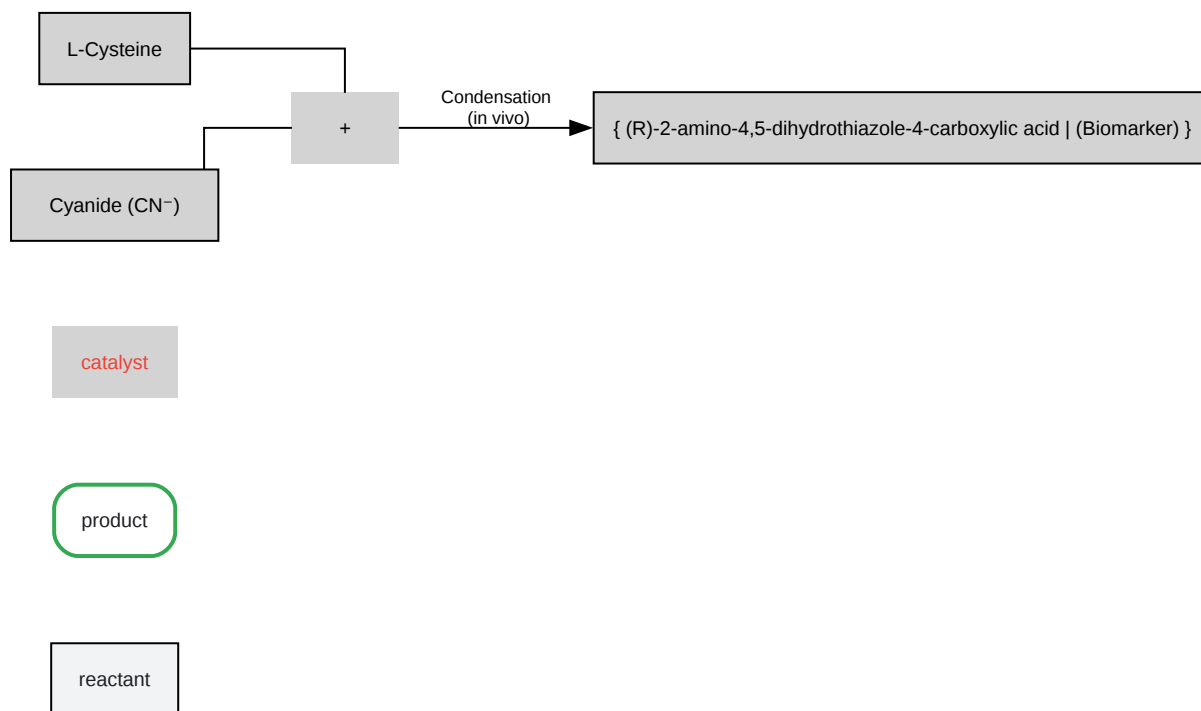 L-Cysteine
Condensation
(in vivo)
+
{ (R)-2-amino-4,5-dihydrothiazole-4-carboxylic acid | (Biomarker) }
Cyanide (CN⁻)
catalyst
product
reactant